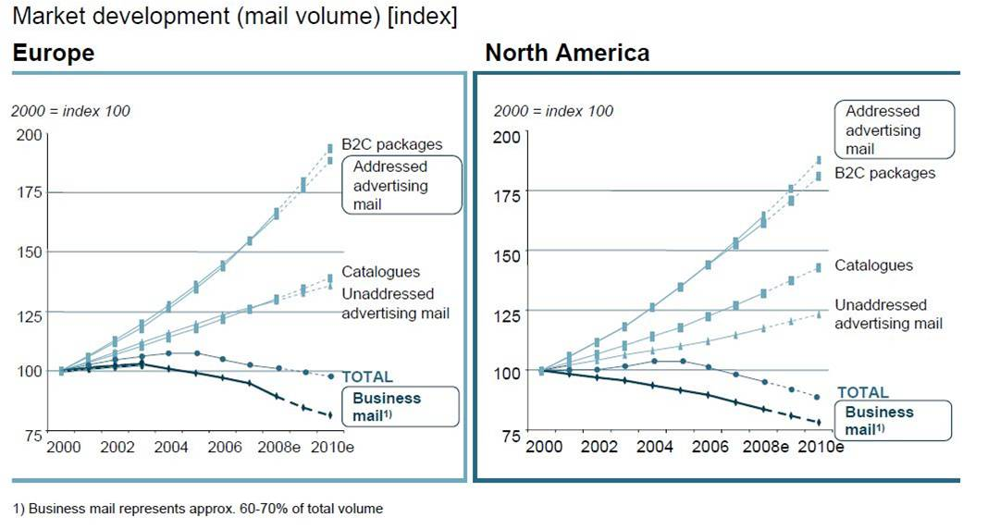 Market development (mail volume) [index]
Europe
2000 = index 100
200
175
150
125
100
75
2000 2002 2004 2006 2008e 2010e
B2C packages
Addressed
advertising
mail
Catalogues
Unaddressed
advertising mail
TOTAL
Business
mail1)
North America
2000 = index 100
200
175
150
125
100
75
2000 2002 2004 2006 2008e 2010e
Addressed
advertising
mail
B2C packages
Catalogues
Unaddressed
advertising mail
TOTAL
Business
mail1)
1) Business mail represents approx. 60-70% of total volume